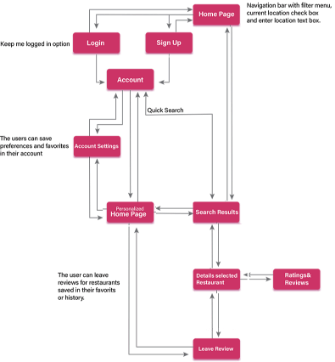 Navigation bar with filter menu,
current location check box
and enter location text box.
Home Page
Keep me logged in option
Login
Sign Up
Account
Quick Search
The users can save
preferences and favorites
in their account
Account Settings
Personalized
Home Page
Search Results
The user can leave
reviews for restaurants
saved in their favorits
or history.
Details selected
Restaurant
Ratings&
Reviews
Leave Review